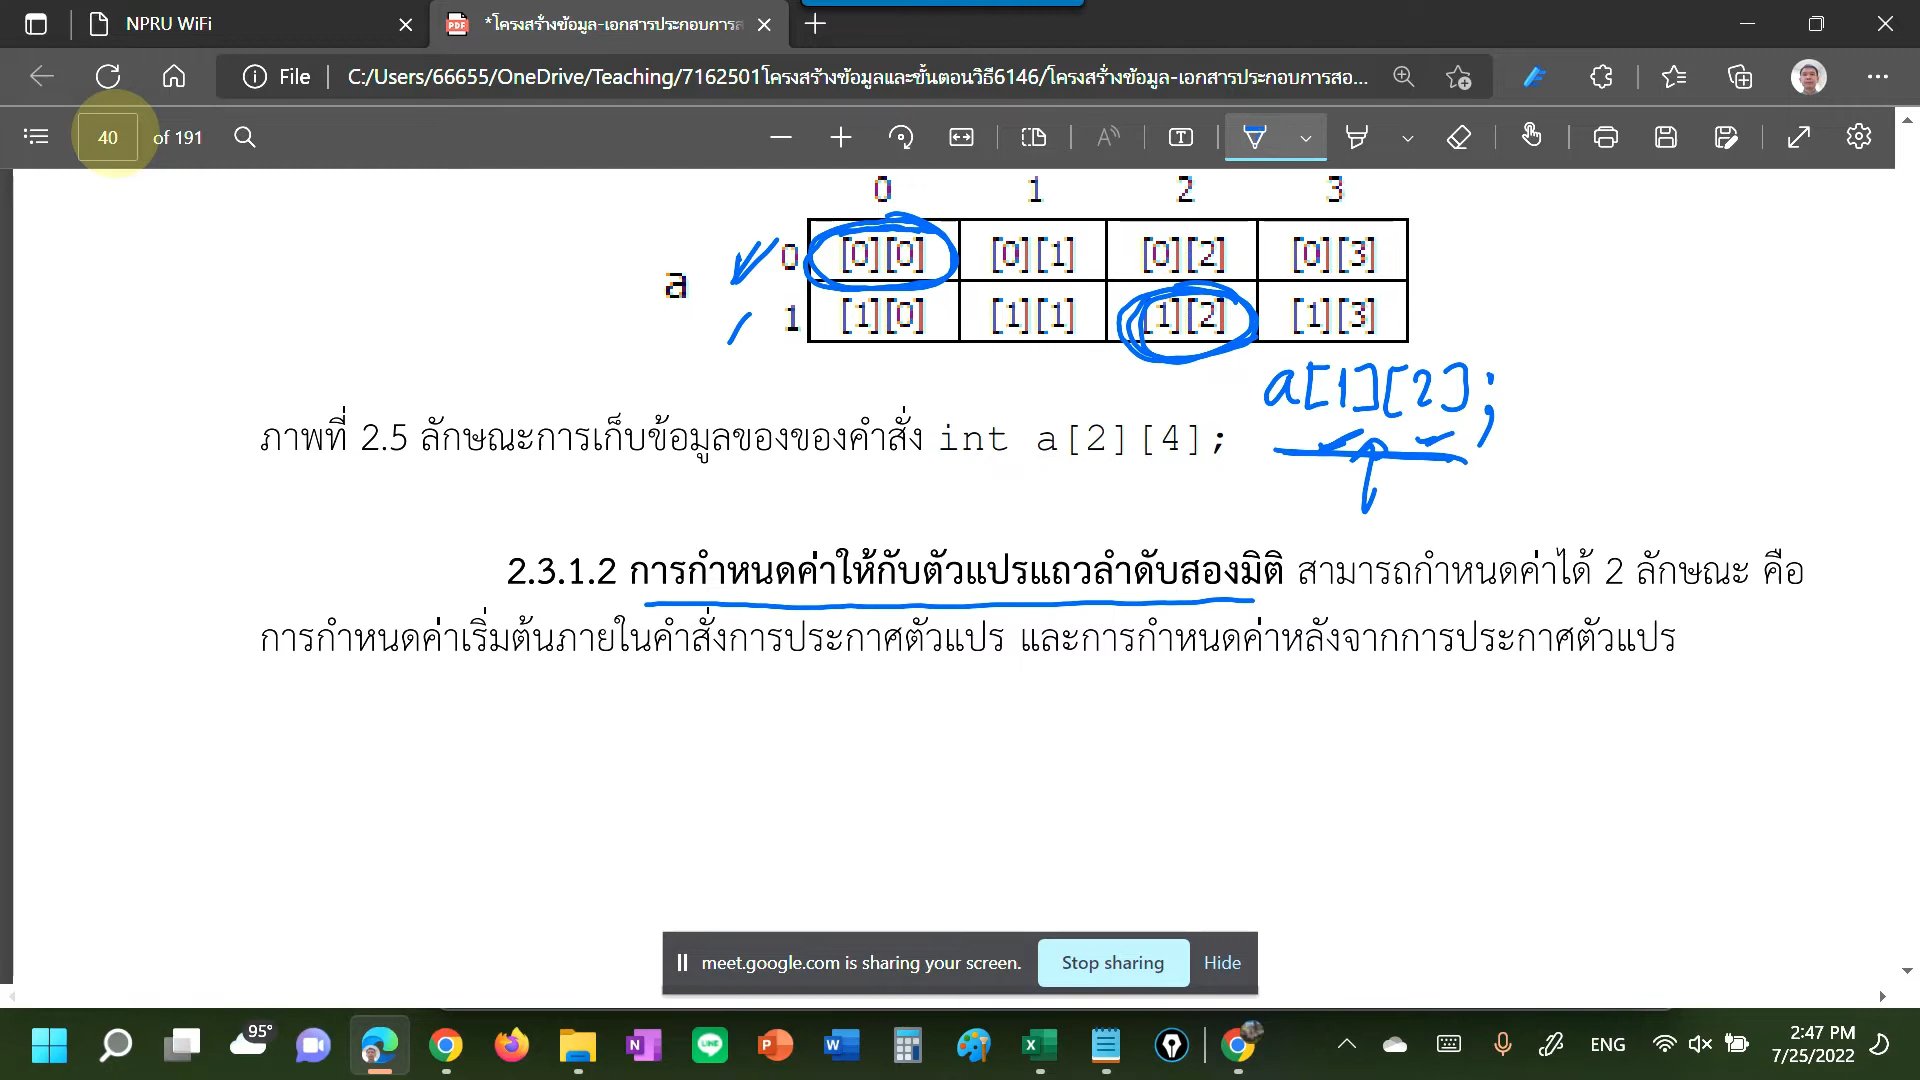 NPRU WiFi
*โครงสร้่างซ้อมูล-เอกสารประกอบการส
File
C:/Users/66655/OneDrive/Teaching/7162501โครงสร้างข้อมูลและขั้นตอนวิธี6146/โครงสร้่างซ้อมูล-เอกสารประกอบการสอ...
40 of 191
0 1 2 3
0 [0][0] [0][1] [0][2] [0][3]
a
1 [1][0] [1][1] [1][2] [1][3]
a[1][2];
ภาพที่ 2.5 ลักษณะการเก็บข้อมูลของของคำสั่ง int a[2][4];
2.3.1.2 การกำหนดค่าให้กับตัวแปรแถวลำดับสองมิติ สามารถกำหนดค่าได้ 2 ลักษณะ คือ
การกำหนดค่าเริ่มต้นภายในคำสั่งการประกาศตัวแปร และการกำหนดค่าหลังจากการประกาศตัวแปร
meet.google.com is sharing your screen. Stop sharing Hide
95°
ENG
2:47 PM
7/25/2022